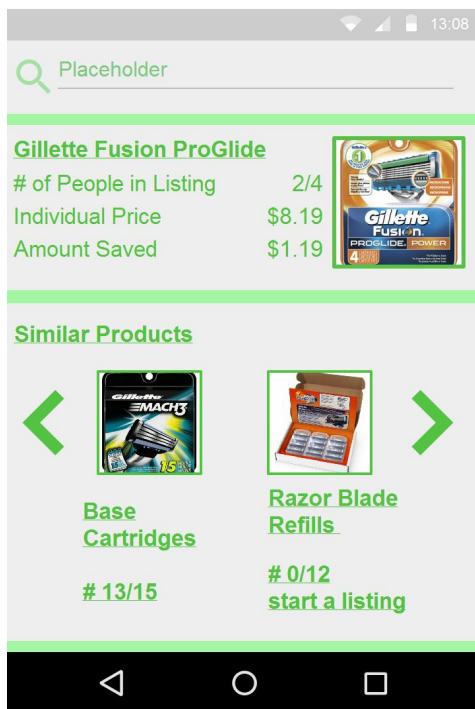 13:08
Placeholder
Gillette Fusion ProGlide
# of People in Listing 2/4
Individual Price $8.19
Amount Saved $1.19
Gillette
Fusion
PROGLIDE POWER
4
Similar Products
Gillette
MACH3
15
Base
Cartridges
# 13/15
Razor Blade
Refills
# 0/12
start a listing